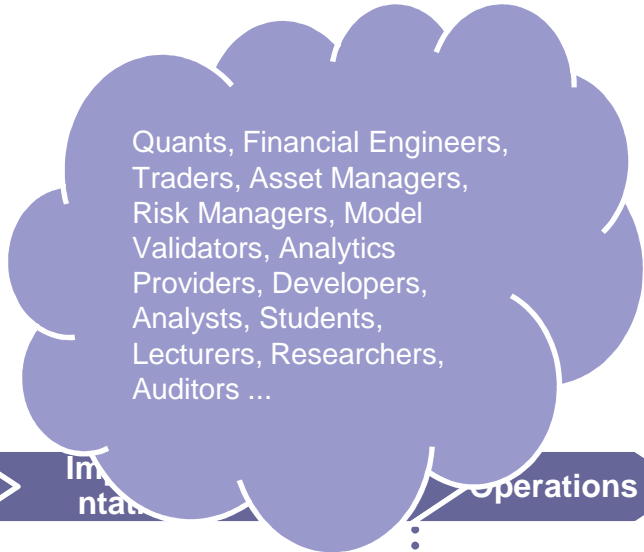 Quants, Financial Engineers,
Traders, Asset Managers,
Risk Managers, Model
Validators, Analytics
Providers, Developers,
Analysts, Students,
Lecturers, Researchers,
Auditors ...
Operations